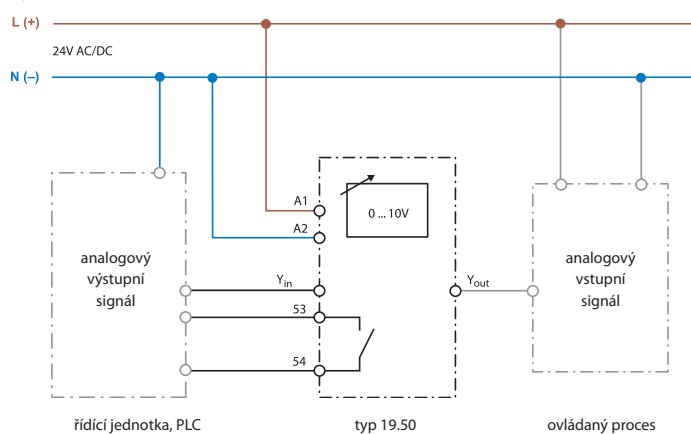 L (+)
24V AC/DC
N (–)
A1
0 ... 10V
A2
analogový
výstupní
signál
analogový
vstupní
signál
Yin
Yout
53
54
řídící jednotka, PLC
typ 19.50
ovládaný proces